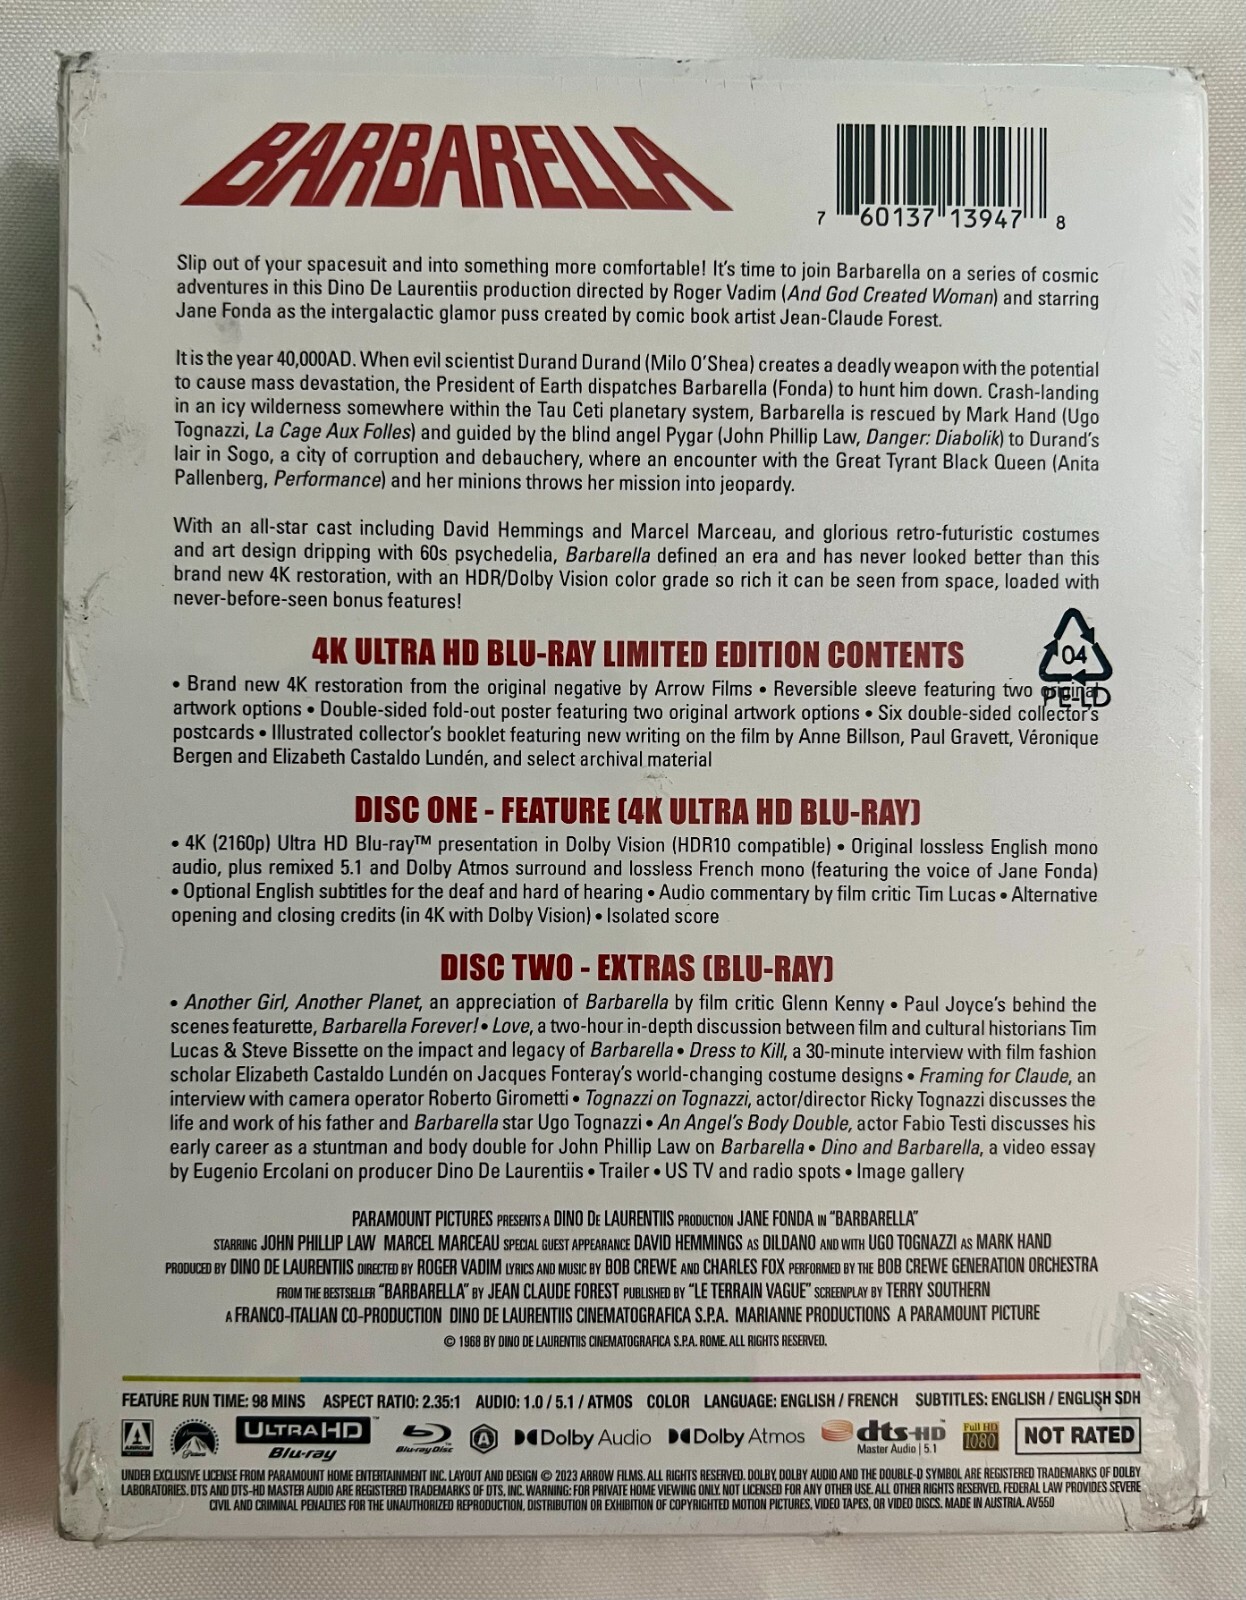 BARBARELLA
7 60137 13947 8
Slip out of your spacesuit and into something more comfortable! It's time to join Barbarella on a series of cosmic
adventures in this Dino De Laurentiis production directed by Roger Vadim (And God Created Woman) and starring
Jane Fonda as the intergalactic glamor puss created by comic book artist Jean-Claude Forest.
It is the year 40,000AD. When evil scientist Durand Durand (Milo O'Shea) creates a deadly weapon with the potential
to cause mass devastation, the President of Earth dispatches Barbarella (Fonda) to hunt him down. Crash-landing
in an icy wilderness somewhere within the Tau Ceti planetary system, Barbarella is rescued by Mark Hand (Ugo
Tognazzi, La Cage Aux Folles) and guided by the blind angel Pygar (John Phillip Law, Danger: Diabolik) to Durand's
lair in Sogo, a city of corruption and debauchery, where an encounter with the Great Tyrant Black Queen (Anita
Pallenberg, Performance) and her minions throws her mission into jeopardy.
With an all-star cast including David Hemmings and Marcel Marceau, and glorious retro-futuristic costumes
and art design dripping with 60s psychedelia, Barbarella defined an era and has never looked better than this
brand new 4K restoration, with an HDR/Dolby Vision color grade so rich it can be seen from space, loaded with
never-before-seen bonus features!
4K ULTRA HD BLU-RAY LIMITED EDITION CONTENTS
04
PE-LD
• Brand new 4K restoration from the original negative by Arrow Films • Reversible sleeve featuring two original
artwork options • Double-sided fold-out poster featuring two original artwork options • Six double-sided collector's
postcards • Illustrated collector's booklet featuring new writing on the film by Anne Billson, Paul Gravett, Véronique
Bergen and Elizabeth Castaldo Lundén, and select archival material
DISC ONE - FEATURE (4K ULTRA HD BLU-RAY)
• 4K (2160p) Ultra HD Blu-ray™ presentation in Dolby Vision (HDR10 compatible) • Original lossless English mono
audio, plus remixed 5.1 and Dolby Atmos surround and lossless French mono (featuring the voice of Jane Fonda)
• Optional English subtitles for the deaf and hard of hearing • Audio commentary by film critic Tim Lucas • Alternative
opening and closing credits (in 4K with Dolby Vision) • Isolated score
DISC TWO - EXTRAS (BLU-RAY)
• Another Girl, Another Planet, an appreciation of Barbarella by film critic Glenn Kenny • Paul Joyce's behind the
scenes featurette, Barbarella Forever! • Love, a two-hour in-depth discussion between film and cultural historians Tim
Lucas & Steve Bissette on the impact and legacy of Barbarella • Dress to Kill, a 30-minute interview with film fashion
scholar Elizabeth Castaldo Lundén on Jacques Fonteray's world-changing costume designs • Framing for Claude, an
interview with camera operator Roberto Girometti • Tognazzi on Tognazzi, actor/director Ricky Tognazzi discusses the
life and work of his father and Barbarella star Ugo Tognazzi • An Angel's Body Double, actor Fabio Testi discusses his
early career as a stuntman and body double for John Phillip Law on Barbarella • Dino and Barbarella, a video essay
by Eugenio Ercolani on producer Dino De Laurentiis • Trailer • US TV and radio spots • Image gallery
PARAMOUNT PICTURES PRESENTS A DINO DE LAURENTIIS PRODUCTION JANE FONDA IN "BARBARELLA"
STARRING JOHN PHILLIP LAW MARCEL MARCEAU SPECIAL GUEST APPEARANCE DAVID HEMMINGS AS DILDANO AND WITH UGO TOGNAZZI AS MARK HAND
PRODUCED BY DINO DE LAURENTIIS DIRECTED BY ROGER VADIM LYRICS AND MUSIC BY BOB CREWE AND CHARLES FOX PERFORMED BY THE BOB CREWE GENERATION ORCHESTRA
FROM THE BESTSELLER "BARBARELLA" BY JEAN CLAUDE FOREST PUBLISHED BY "LE TERRAIN VAGUE" SCREENPLAY BY TERRY SOUTHERN
A FRANCO-ITALIAN CO-PRODUCTION DINO DE LAURENTIIS CINEMATOGRAFICA S.P.A. MARIANNE PRODUCTIONS A PARAMOUNT PICTURE
© 1968 BY DINO DE LAURENTIIS CINEMATOGRAFICA S.P.A. ROME. ALL RIGHTS RESERVED.
FEATURE RUN TIME: 98 MINS ASPECT RATIO: 2.35:1 AUDIO: 1.0 / 5.1 / ATMOS COLOR LANGUAGE: ENGLISH / FRENCH SUBTITLES: ENGLISH / ENGLISH SDH
ARROW Paramount ULTRA HD Blu-ray Blu-ray Disc A Dolby Audio Dolby Atmos dts-HD Master Audio | 5.1 Full HD 1080 NOT RATED
UNDER EXCLUSIVE LICENSE FROM PARAMOUNT HOME ENTERTAINMENT INC. LAYOUT AND DESIGN © 2023 ARROW FILMS. ALL RIGHTS RESERVED. DOLBY, DOLBY AUDIO AND THE DOUBLE-D SYMBOL ARE REGISTERED TRADEMARKS OF DOLBY
LABORATORIES. DTS AND DTS-HD MASTER AUDIO ARE REGISTERED TRADEMARKS OF DTS, INC. WARNING: FOR PRIVATE HOME VIEWING ONLY. NOT LICENSED FOR ANY OTHER USE. ALL OTHER RIGHTS RESERVED. FEDERAL LAW PROVIDES SEVERE
CIVIL AND CRIMINAL PENALTIES FOR THE UNAUTHORIZED REPRODUCTION, DISTRIBUTION OR EXHIBITION OF COPYRIGHTED MOTION PICTURES, VIDEO TAPES, OR VIDEO DISCS. MADE IN AUSTRIA. AV550